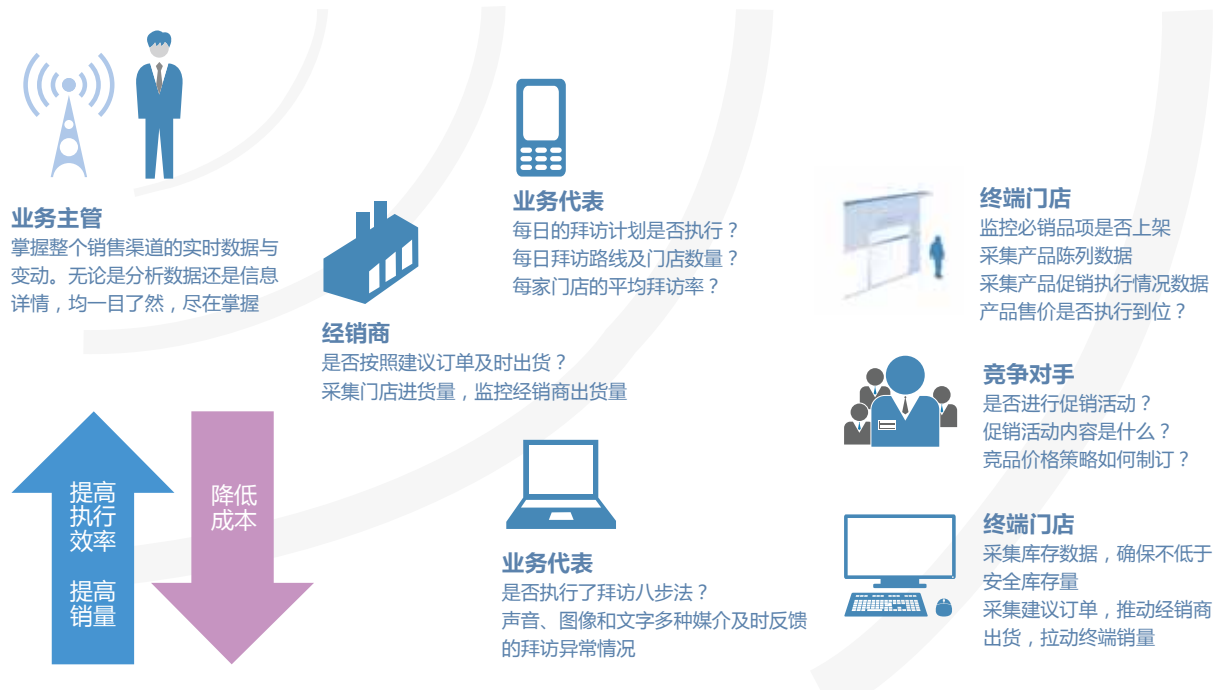 业务主管
掌握整个销售渠道的实时数据与
变动。无论是分析数据还是信息
详情，均一目了然，尽在掌握
经销商
是否按照建议订单及时出货？
采集门店进货量，监控经销商出货量
业务代表
每日的拜访计划是否执行？
每日拜访路线及门店数量？
每家门店的平均拜访率？
终端门店
监控必销品项是否上架
采集产品陈列数据
采集产品促销执行情况数据
产品售价是否执行到位？
竞争对手
是否进行促销活动？
促销活动内容是什么？
竞品价格策略如何制订？
提高
执行
效率
提高
销量
降低
成本
业务代表
是否执行了拜访八步法？
声音、图像和文字多种媒介及时反馈
的拜访异常情况
终端门店
采集库存数据，确保不低于
安全库存量
采集建议订单，推动经销商
出货，拉动终端销量